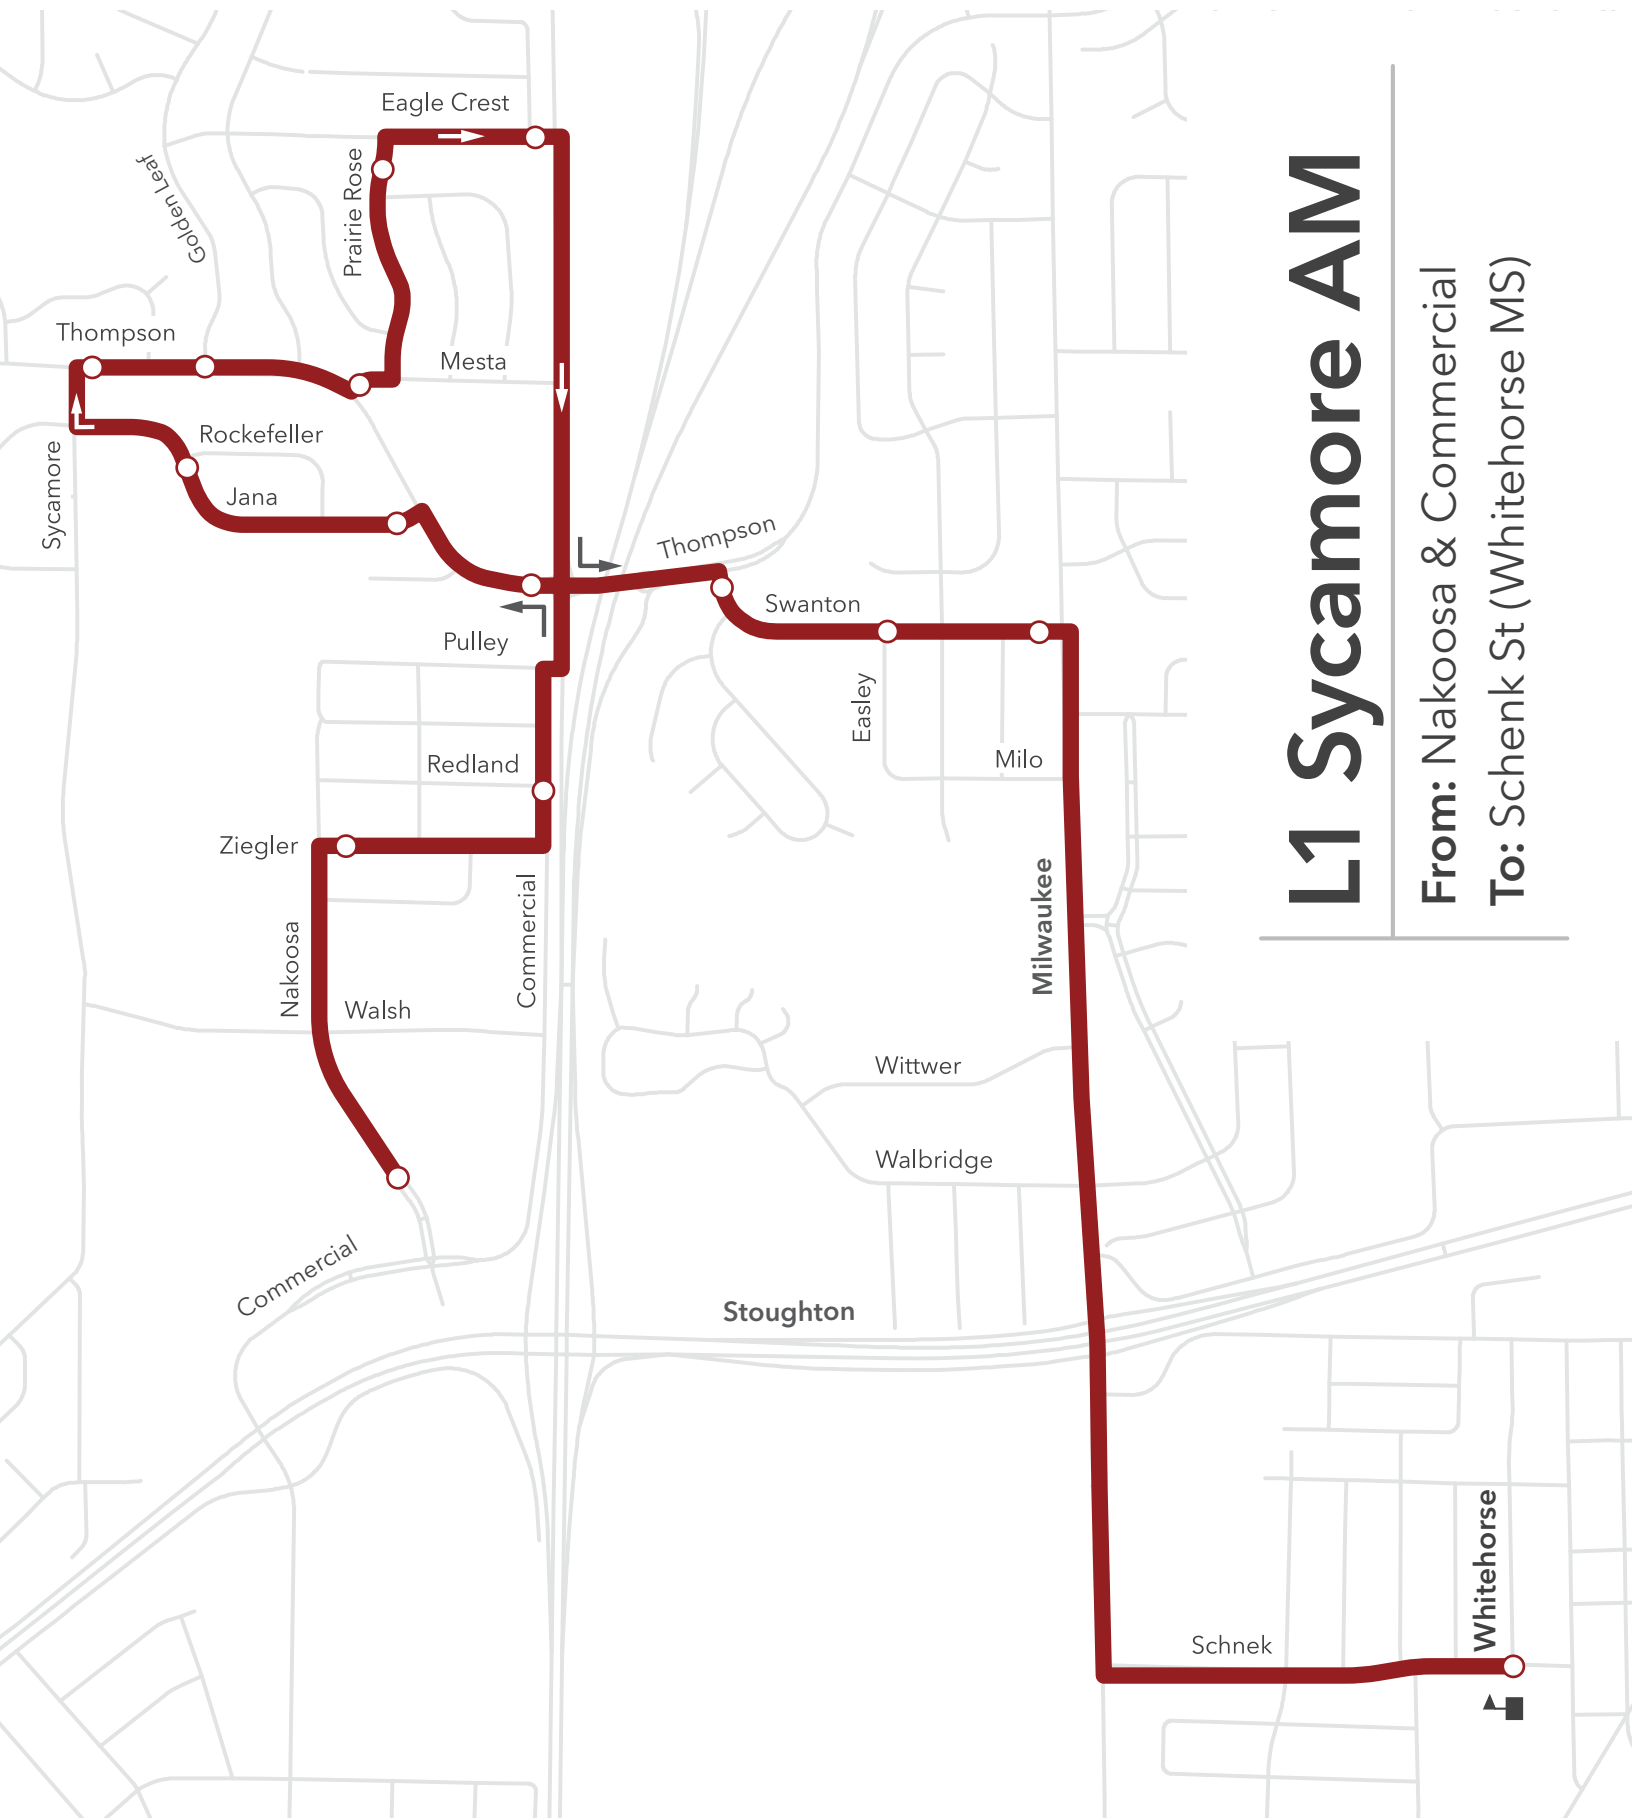 Eagle Crest
Prairie Rose
Golden Leaf
Thompson
Mesta
Rockefeller
Sycamore
Jana
Thompson
Swanton
Pulley
Easley
Redland
Milo
Ziegler
Commercial
Milwaukee
Nakoosa
Walsh
Wittwer
Walbridge
Commercial
Stoughton
Whitehorse
Schnek
L1 Sycamore AM
From: Nakoosa & Commercial
To: Schenk St (Whitehorse MS)